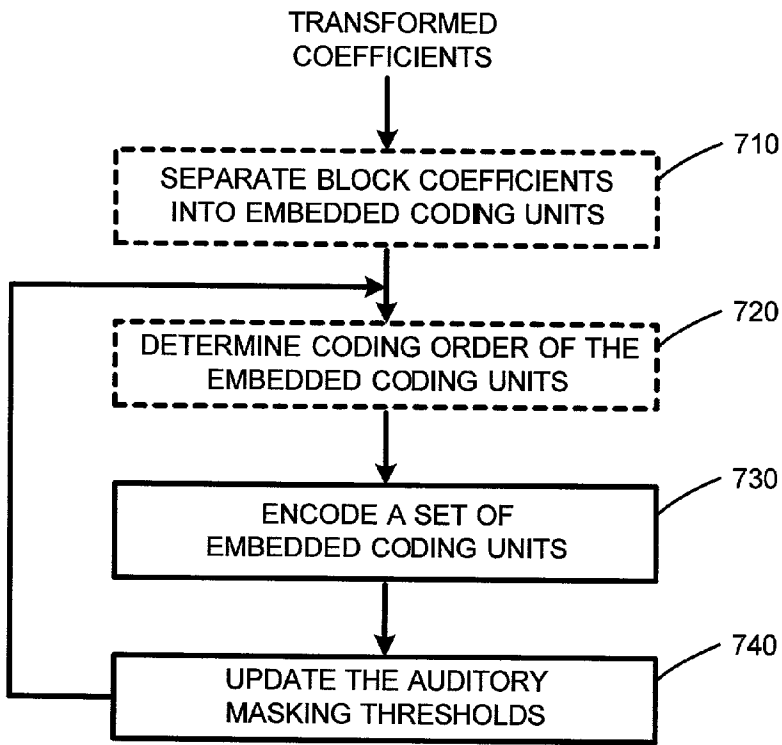 TRANSFORMED
COEFFICIENTS
710
SEPARATE BLOCK COEFFICIENTS
INTO EMBEDDED CODING UNITS
720
DETERMINE CODING ORDER OF THE
EMBEDDED CODING UNITS
730
ENCODE A SET OF
EMBEDDED CODING UNITS
740
UPDATE THE AUDITORY
MASKING THRESHOLDS